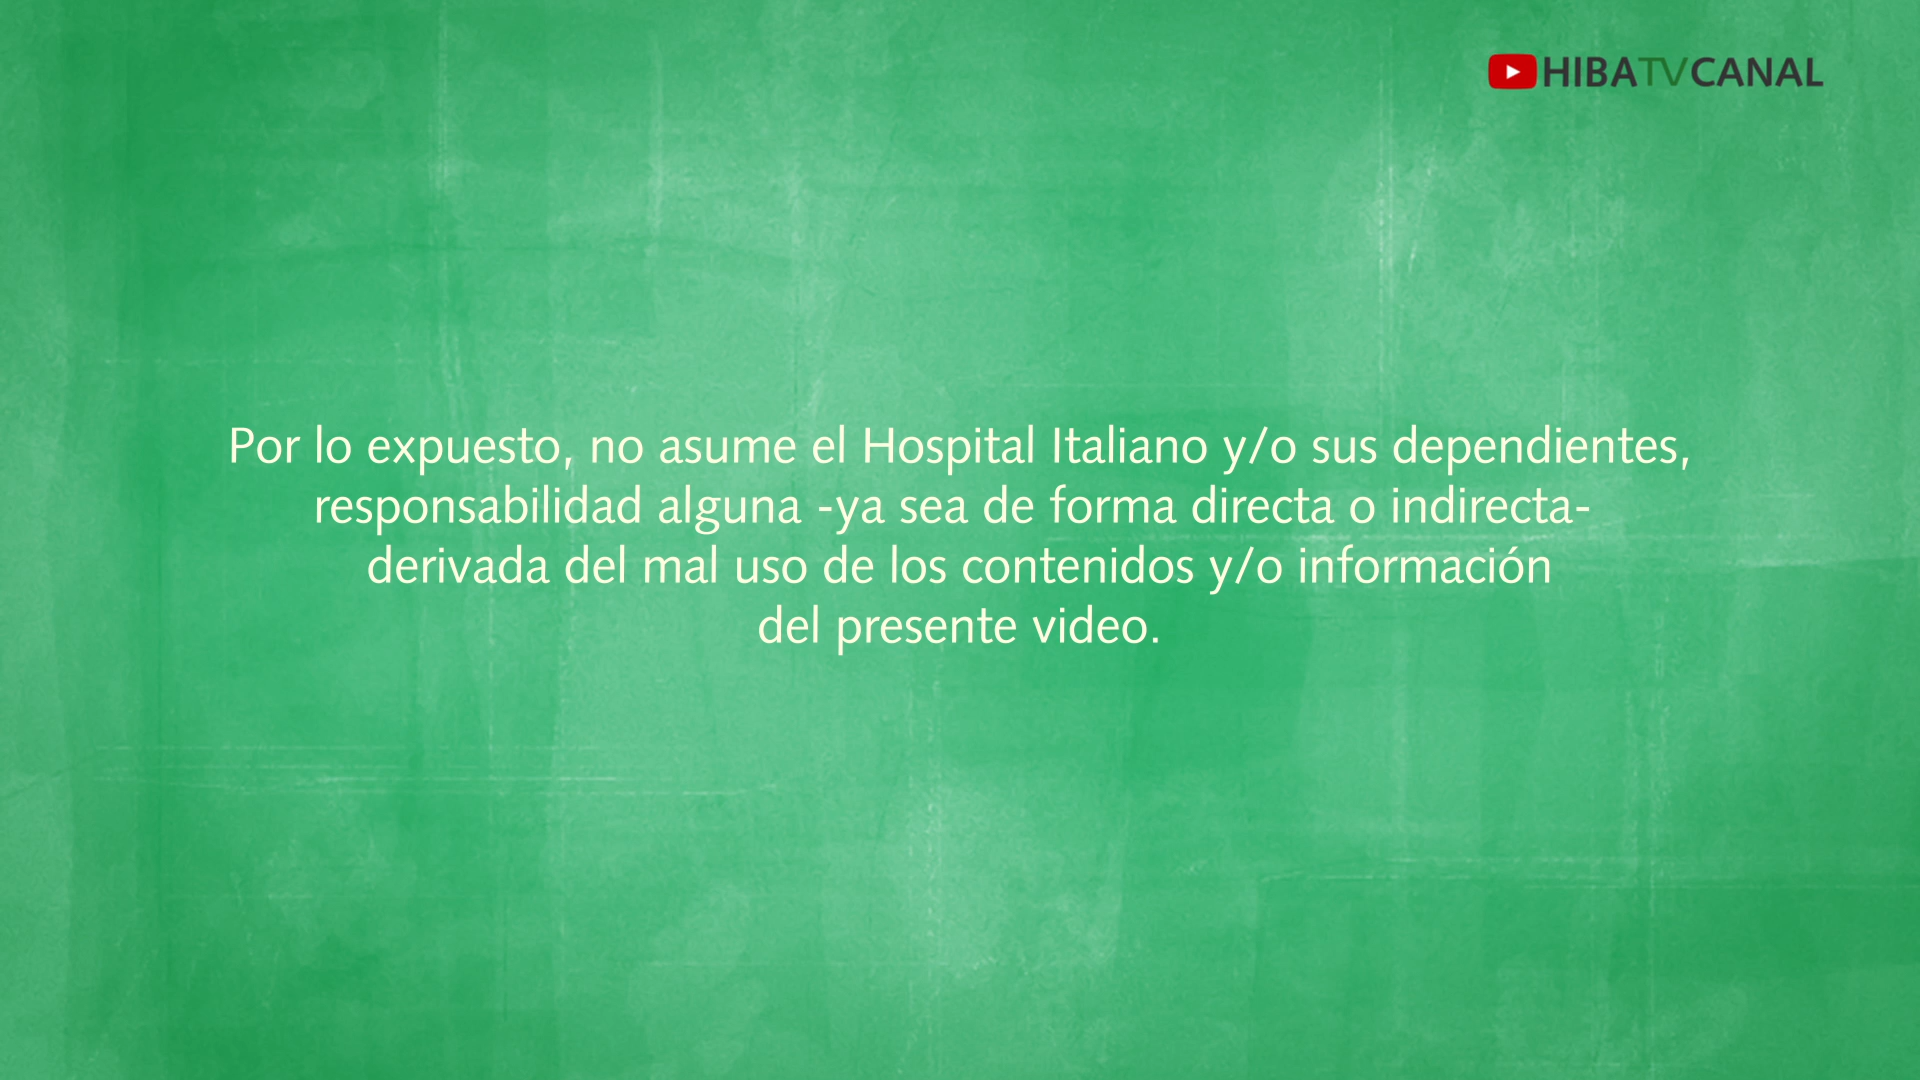 HIBATVCANAL
Por lo expuesto, no asume el Hospital Italiano y/o sus dependientes,
responsabilidad alguna -ya sea de forma directa o indirecta-
derivada del mal uso de los contenidos y/o información
del presente video.